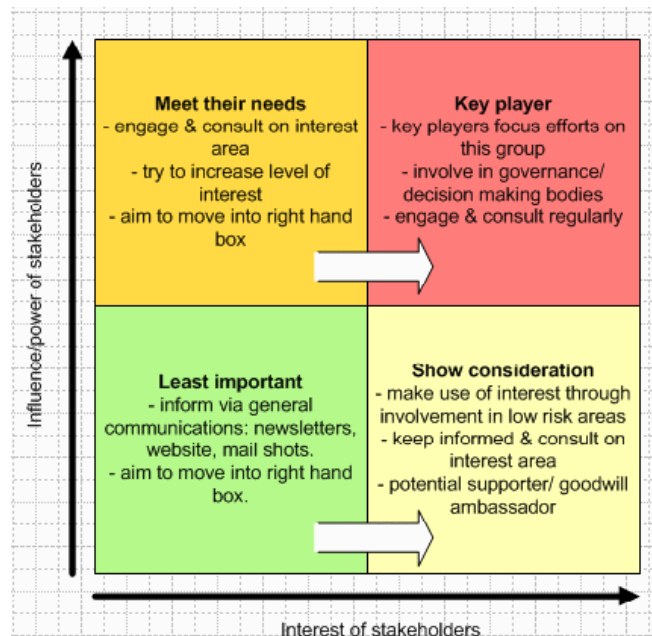 Influence/power of stakeholders
Meet their needs
- engage & consult on interest
area
- try to increase level of
interest
- aim to move into right hand
box
Key player
- key players focus efforts on
this group
- involve in governance/
decision making bodies
- engage & consult regularly
Least important
- inform via general
communications: newsletters,
website, mail shots.
- aim to move into right hand
box.
Show consideration
- make use of interest through
involvement in low risk areas
- keep informed & consult on
interest area
- potential supporter/ goodwill
ambassador
Interest of stakeholders